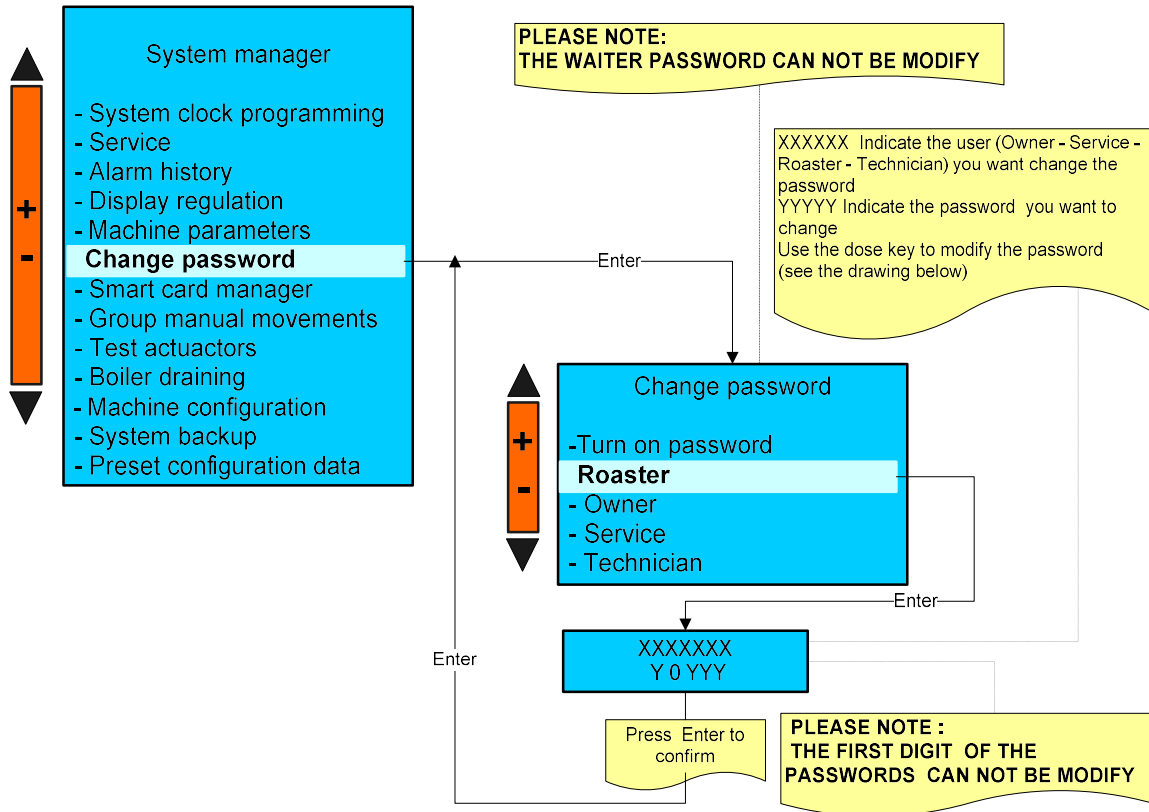 System manager
- System clock programming
- Service
- Alarm history
- Display regulation
- Machine parameters
Change password
- Smart card manager
- Group manual movements
- Test actuactors
- Boiler draining
- Machine configuration
- System backup
- Preset configuration data
+
-
PLEASE NOTE:
THE WAITER PASSWORD CAN NOT BE MODIFY
XXXXXX Indicate the user (Owner - Service -
Roaster - Technician) you want change the
password
YYYYY Indicate the password you want to
change
Use the dose key to modify the password
(see the drawing below)
Enter
Change password
-Turn on password
Roaster
- Owner
- Service
- Technician
+
-
Enter
XXXXXXX
Y 0 YYY
Enter
Press Enter to
confirm
PLEASE NOTE :
THE FIRST DIGIT OF THE
PASSWORDS CAN NOT BE MODIFY